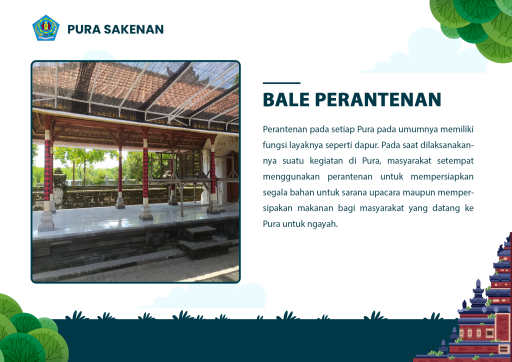 PURA SAKENAN
BALE PERANTENAN
Perantenan pada setiap Pura pada umumnya memiliki
fungsi layaknya seperti dapur. Pada saat dilaksanakan-
nya suatu kegiatan di Pura, masyarakat setempat
menggunakan perantenan untuk mempersiapkan
segala bahan untuk sarana upacara maupun memper-
sipakan makanan bagi masyarakat yang datang ke
Pura untuk ngayah.